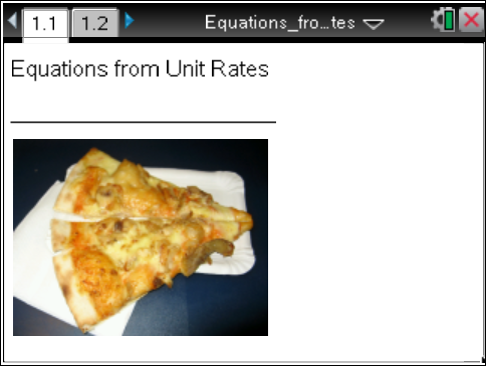 1.1 1.2 Equations_fro...tes
Equations from Unit Rates